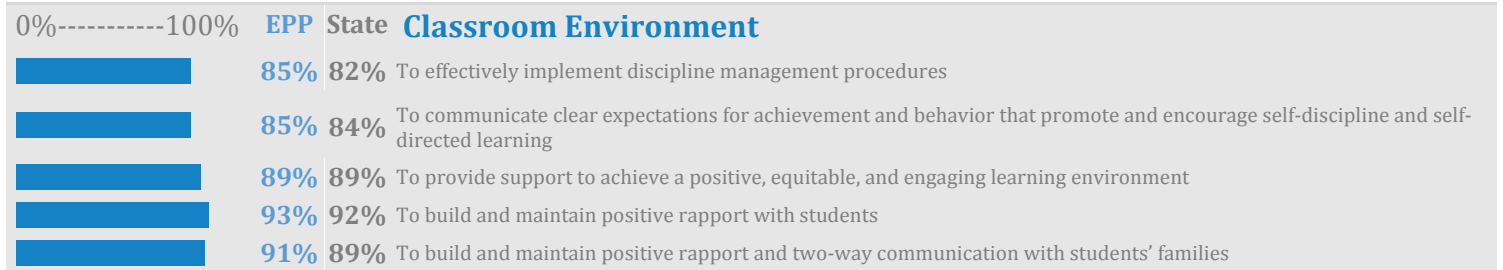 0%-----------100% EPP State Classroom Environment
85% 82% To effectively implement discipline management procedures
85% 84% To communicate clear expectations for achievement and behavior that promote and encourage self-discipline and self-
directed learning
89% 89% To provide support to achieve a positive, equitable, and engaging learning environment
93% 92% To build and maintain positive rapport with students
91% 89% To build and maintain positive rapport and two-way communication with students’ families